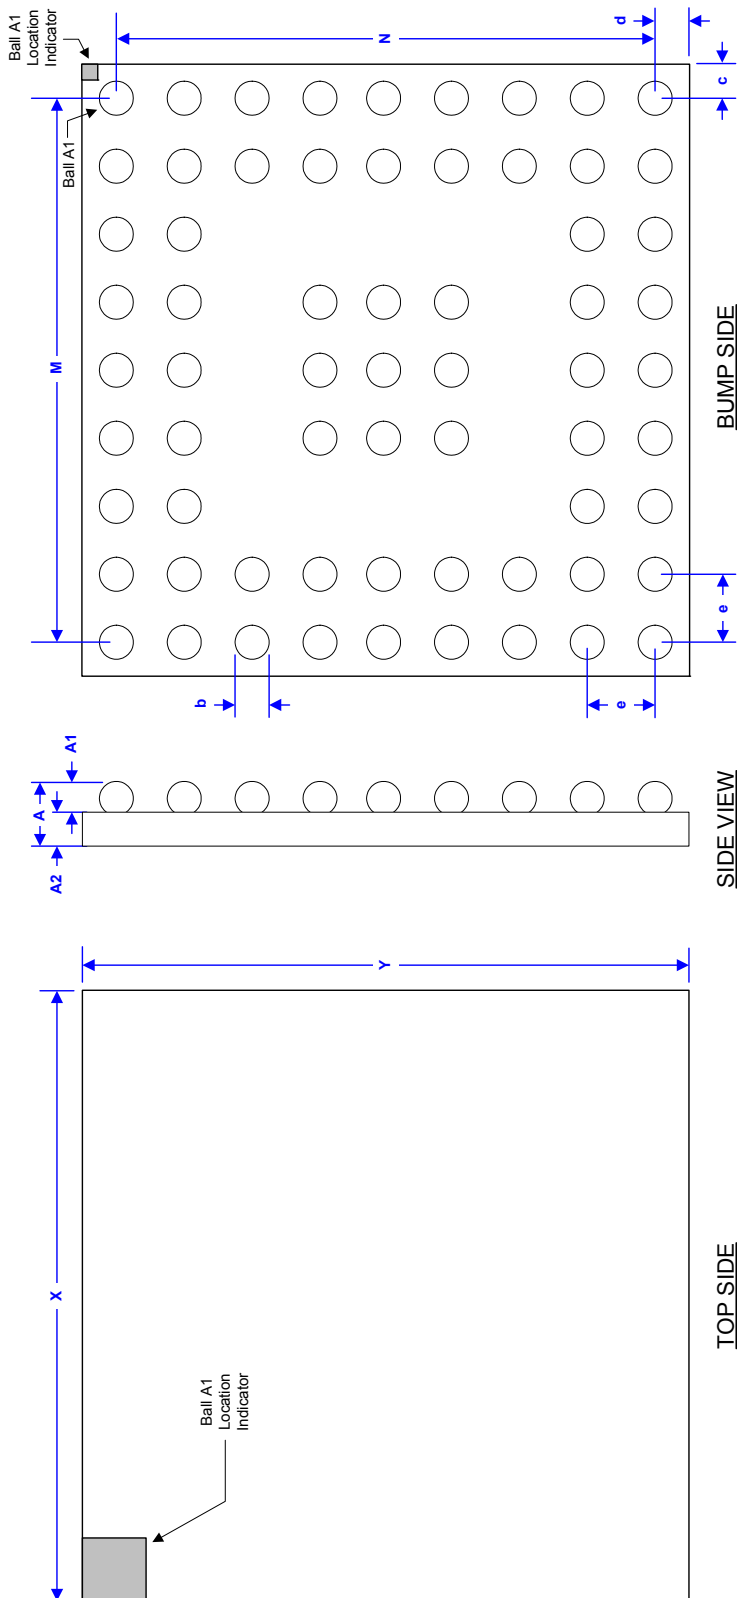 Ball A1
Location
Indicator
Ball A1
N
d
c
M
e
e
b
BUMP SIDE
A1
A
A2
SIDE VIEW
Y
X
Ball A1
Location
Indicator
TOP SIDE